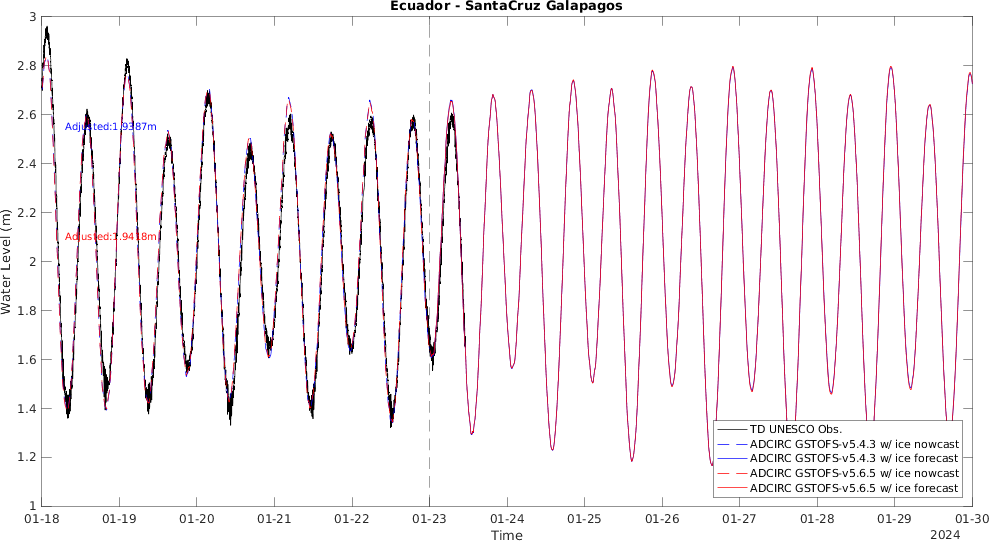 Ecuador - SantaCruz Galapagos
Water Level (m)
3
2.8
2.6
2.4
2.2
2
1.8
1.6
1.4
1.2
1
Adjusted:1.9387m
Adjusted:1.9418m
TD UNESCO Obs.
ADCIRC GSTOFS-v5.4.3 w/ ice nowcast
ADCIRC GSTOFS-v5.4.3 w/ ice forecast
ADCIRC GSTOFS-v5.6.5 w/ ice nowcast
ADCIRC GSTOFS-v5.6.5 w/ ice forecast
01-18 01-19 01-20 01-21 01-22 01-23 01-24 01-25 01-26 01-27 01-28 01-29 01-30
Time
2024